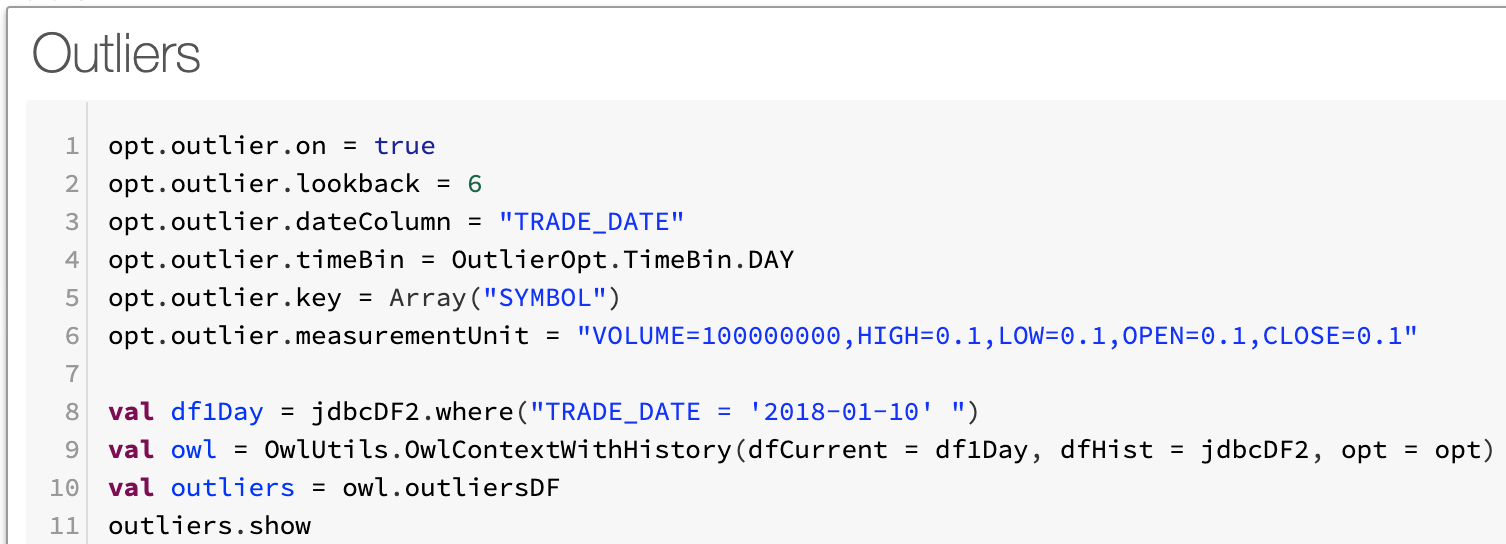 Outliers
1 opt.outlier.on = true
2 opt.outlier.lookback = 6
3 opt.outlier.dateColumn = "TRADE_DATE"
4 opt.outlier.timeBin = OutlierOpt.TimeBin.DAY
5 opt.outlier.key = Array("SYMBOL")
6 opt.outlier.measurementUnit = "VOLUME=100000000,HIGH=0.1,LOW=0.1,OPEN=0.1,CLOSE=0.1"
7
8 val df1Day = jdbcDF2.where("TRADE_DATE = '2018-01-10' ")
9 val owl = OwlUtils.OwlContextWithHistory(dfCurrent = df1Day, dfHist = jdbcDF2, opt = opt)
10 val outliers = owl.outliersDF
11 outliers.show